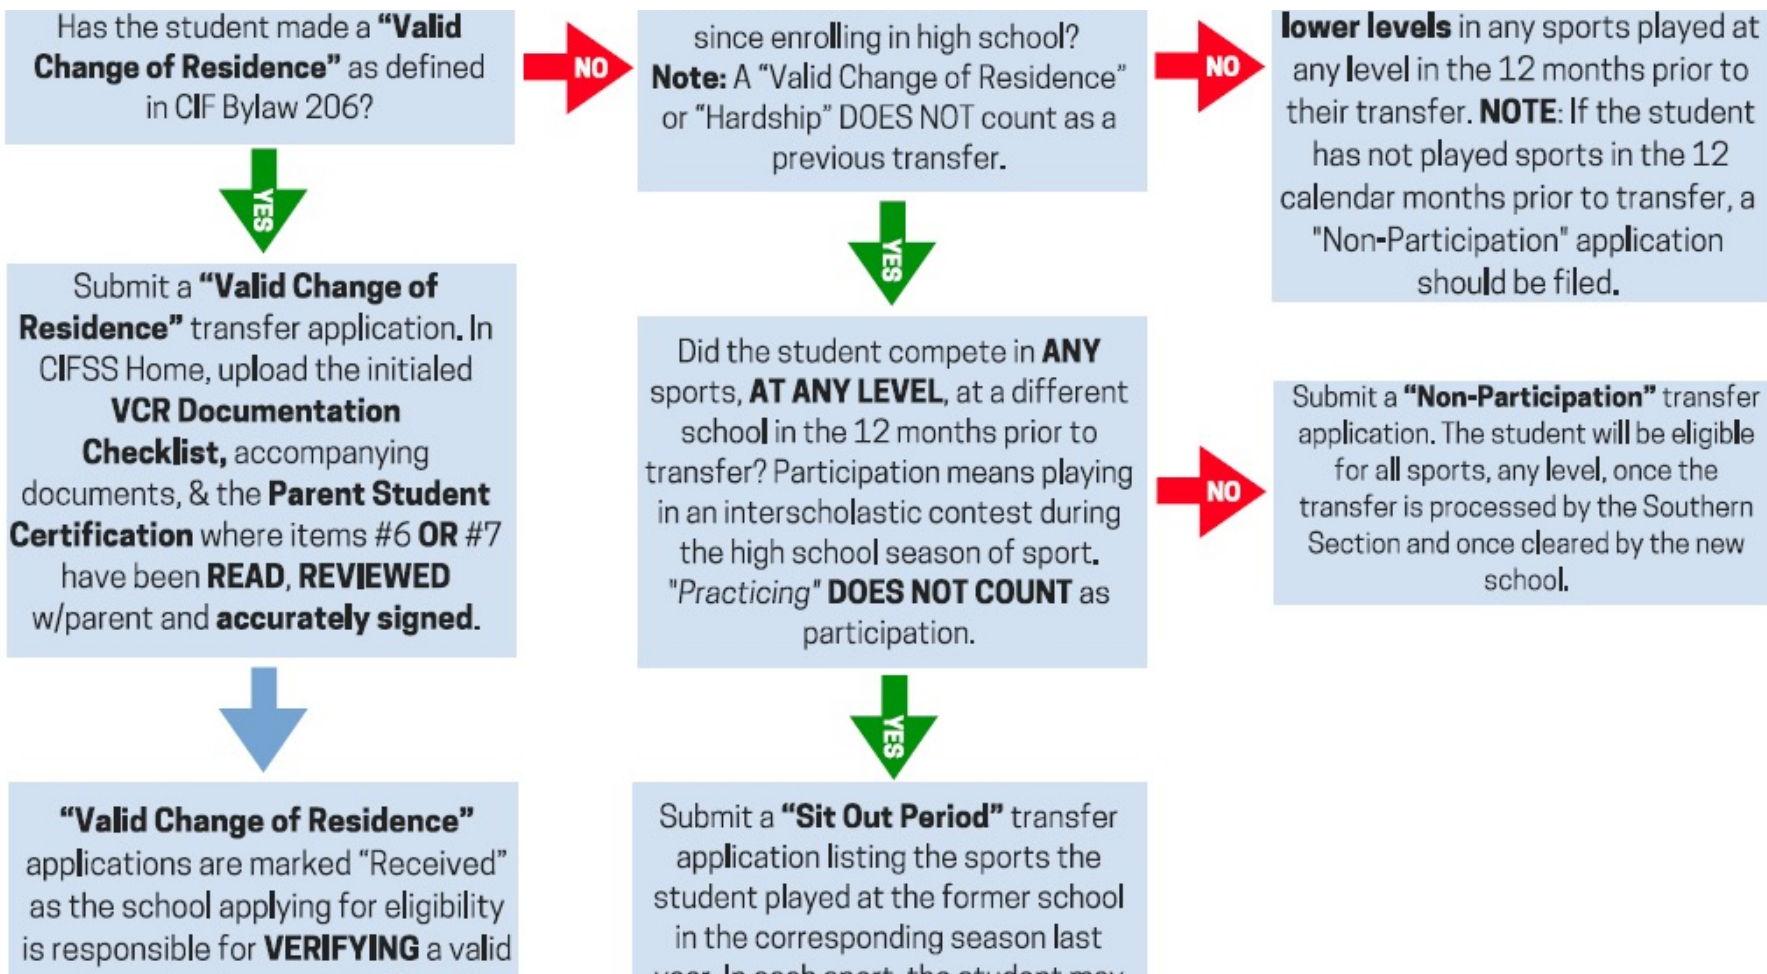 Has the student made a “Valid
Change of Residence” as defined
in CIF Bylaw 206?
NO
since enrolling in high school?
Note: A “Valid Change of Residence”
or “Hardship” DOES NOT count as a
previous transfer.
NO
lower levels in any sports played at
any level in the 12 months prior to
their transfer. NOTE: If the student
has not played sports in the 12
calendar months prior to transfer, a
"Non-Participation" application
should be filed.
YES
YES
Submit a “Valid Change of
Residence” transfer application. In
CIFSS Home, upload the initialed
VCR Documentation
Checklist, accompanying
documents, & the Parent Student
Certification where items #6 OR #7
have been READ, REVIEWED
w/parent and accurately signed.
Did the student compete in ANY
sports, AT ANY LEVEL, at a different
school in the 12 months prior to
transfer? Participation means playing
in an interscholastic contest during
the high school season of sport.
"Practicing" DOES NOT COUNT as
participation.
NO
Submit a “Non-Participation” transfer
application. The student will be eligible
for all sports, any level, once the
transfer is processed by the Southern
Section and once cleared by the new
school.
YES
“Valid Change of Residence”
applications are marked “Received”
as the school applying for eligibility
is responsible for VERIFYING a valid
Submit a “Sit Out Period” transfer
application listing the sports the
student played at the former school
in the corresponding season last
year. In each sport, the student may